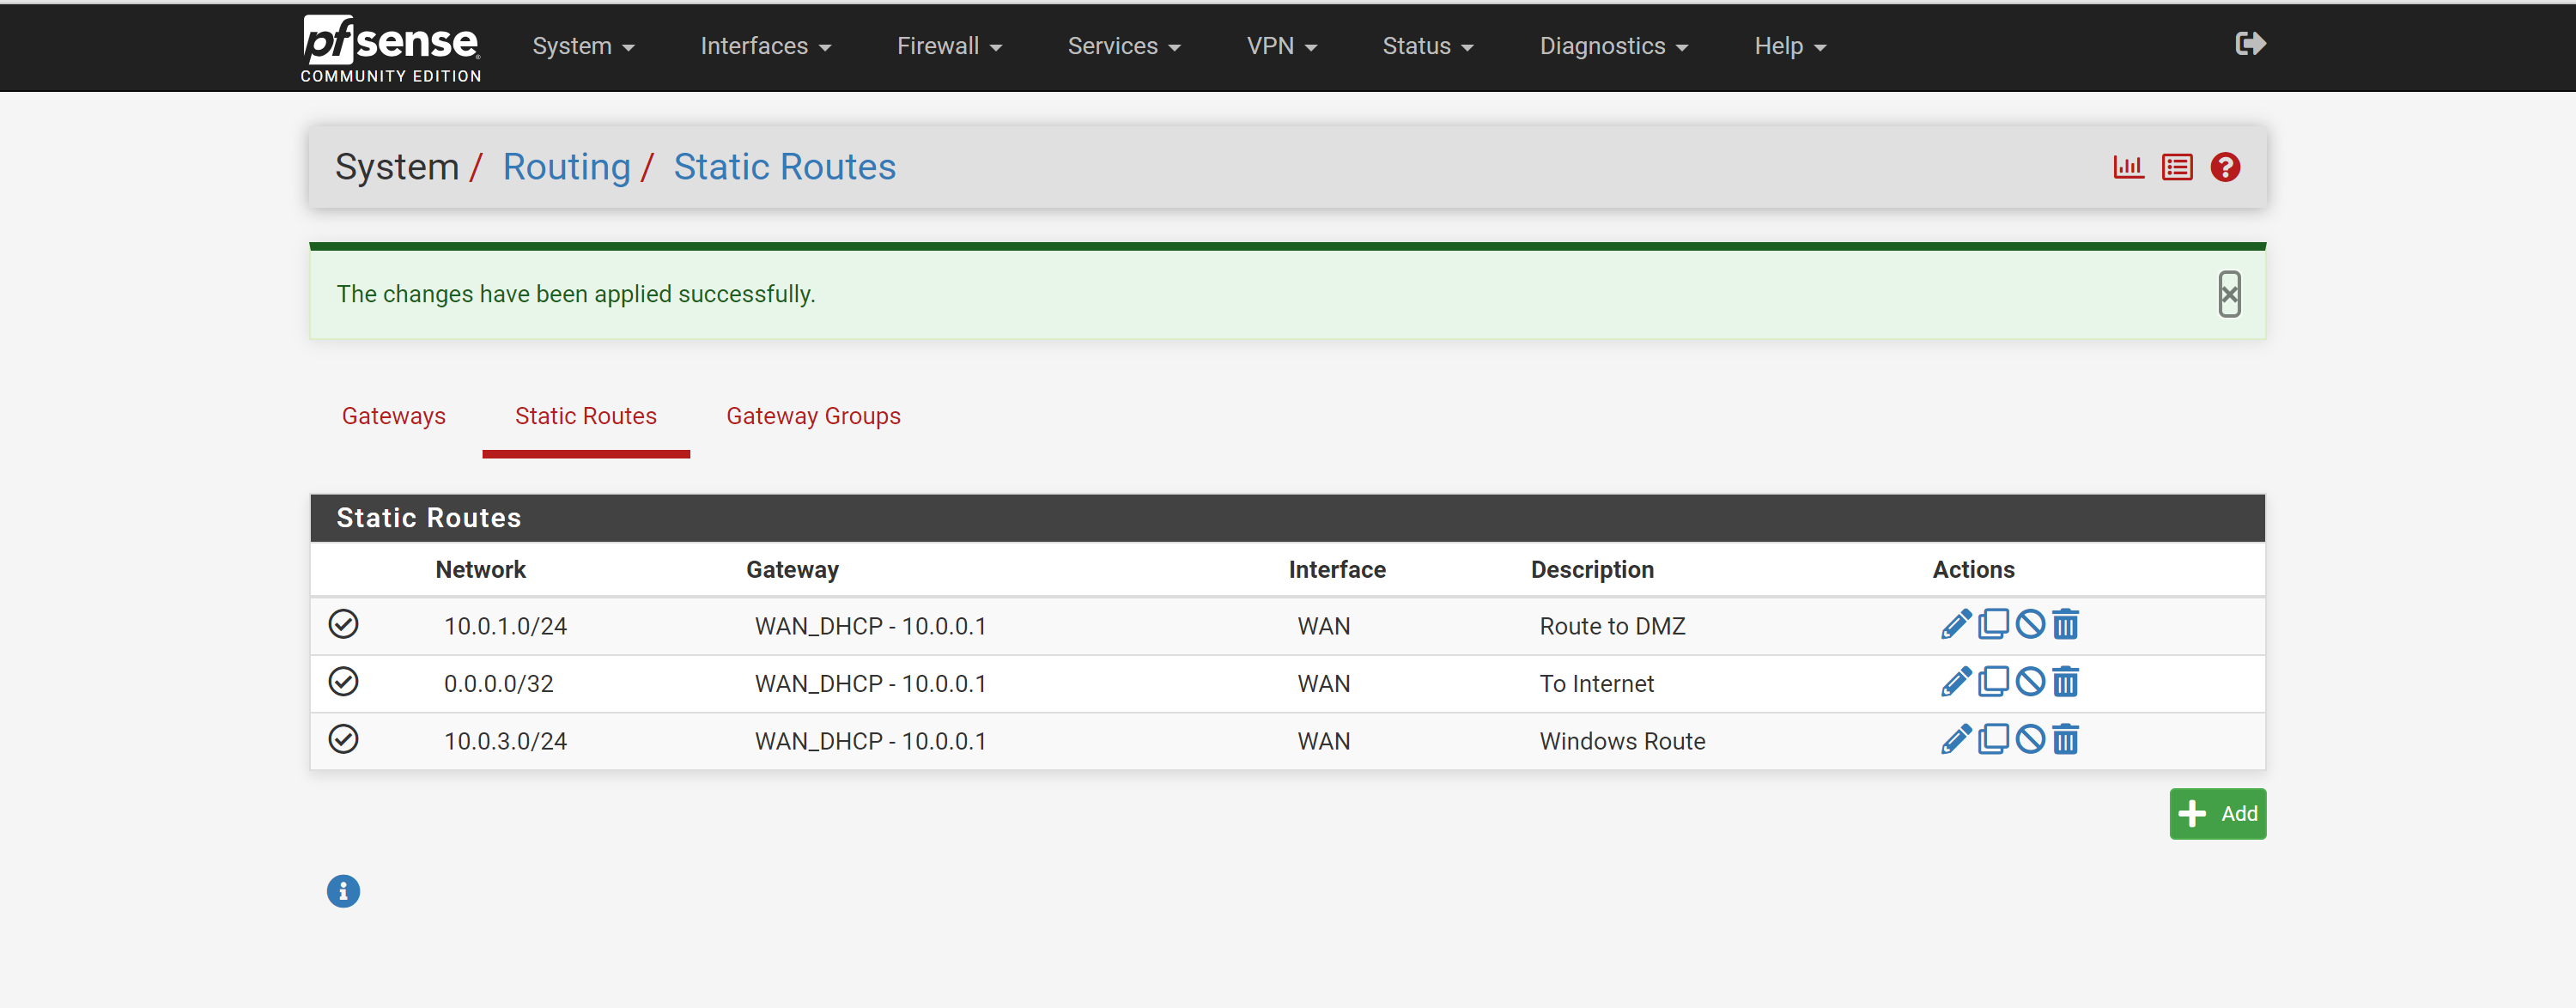 pfsense System Interfaces Firewall Services VPN Status Diagnostics Help
COMMUNITY EDITION
System / Routing / Static Routes
The changes have been applied successfully.
Gateways Static Routes Gateway Groups
Static Routes
Network Gateway Interface Description Actions
10.0.1.0/24 WAN_DHCP - 10.0.0.1 WAN Route to DMZ
0.0.0.0/32 WAN_DHCP - 10.0.0.1 WAN To Internet
10.0.3.0/24 WAN_DHCP - 10.0.0.1 WAN Windows Route
Add